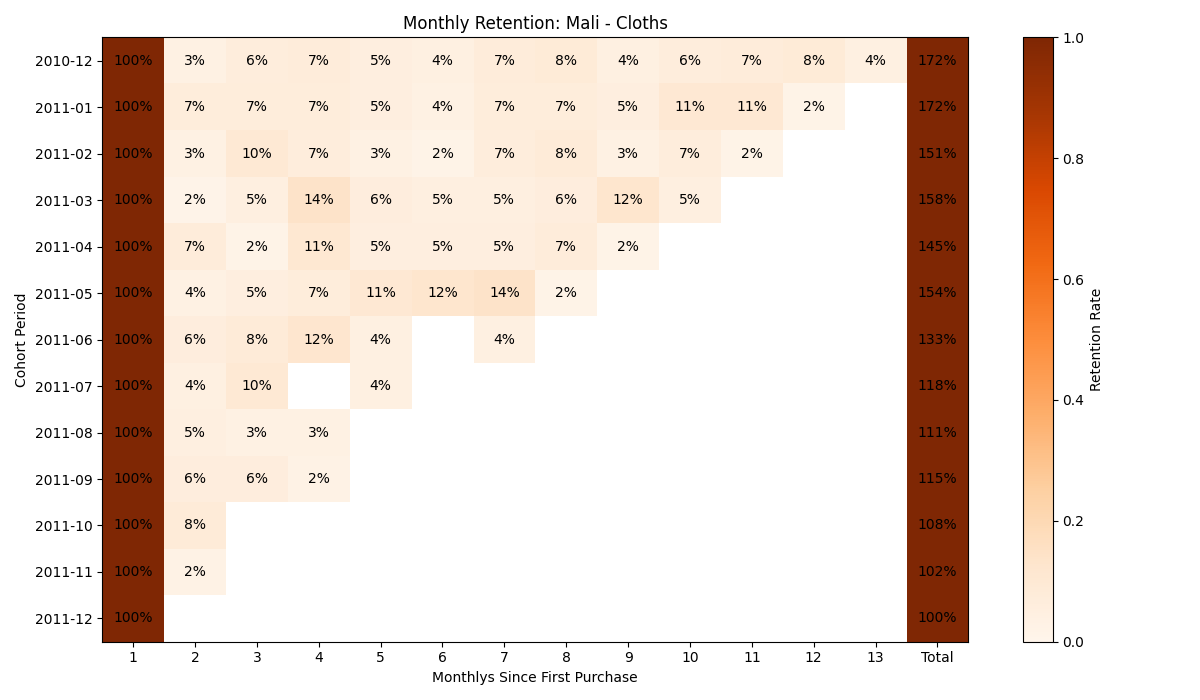 Monthly Retention: Mali - Cloths
2010-12 100% 3% 6% 7% 5% 4% 7% 8% 4% 6% 7% 8% 4% 172%
2011-01 100% 7% 7% 7% 5% 4% 7% 7% 5% 11% 11% 2% 172%
2011-02 100% 3% 10% 7% 3% 2% 7% 8% 3% 7% 2% 151%
2011-03 100% 2% 5% 14% 6% 5% 5% 6% 12% 5% 158%
2011-04 100% 7% 2% 11% 5% 5% 5% 7% 2% 145%
2011-05 100% 4% 5% 7% 11% 12% 14% 2% 154%
2011-06 100% 6% 8% 12% 4% 4% 133%
2011-07 100% 4% 10% 4% 118%
2011-08 100% 5% 3% 3% 111%
2011-09 100% 6% 6% 2% 115%
2011-10 100% 8% 108%
2011-11 100% 2% 102%
2011-12 100% 100%
1 2 3 4 5 6 7 8 9 10 11 12 13 Total
Monthlys Since First Purchase
Cohort Period
1.0
0.8
0.6
0.4
0.2
0.0
Retention Rate